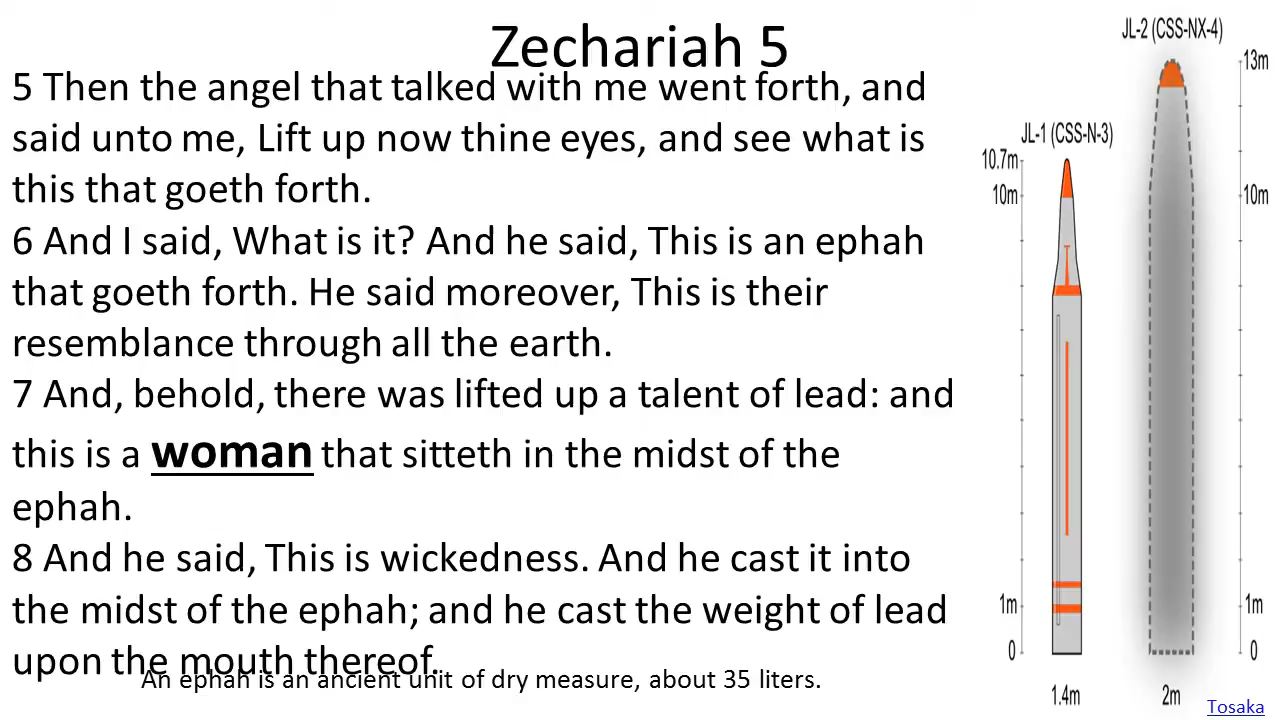 Zechariah 5
5 Then the angel that talked with me went forth, and
said unto me, Lift up now thine eyes, and see what is
this that goeth forth.
6 And I said, What is it? And he said, This is an ephah
that goeth forth. He said moreover, This is their
resemblance through all the earth.
7 And, behold, there was lifted up a talent of lead: and
this is a woman that sitteth in the midst of the
ephah.
8 And he said, This is wickedness. And he cast it into
the midst of the ephah; and he cast the weight of lead
upon the mouth thereof.
An ephah is an ancient unit of dry measure, about 35 liters.
JL-2 (CSS-NX-4)
13m
JL-1 (CSS-N-3)
10.7m
10m
10m
1m
1m
0
0
1.4m
2m
Tosaka